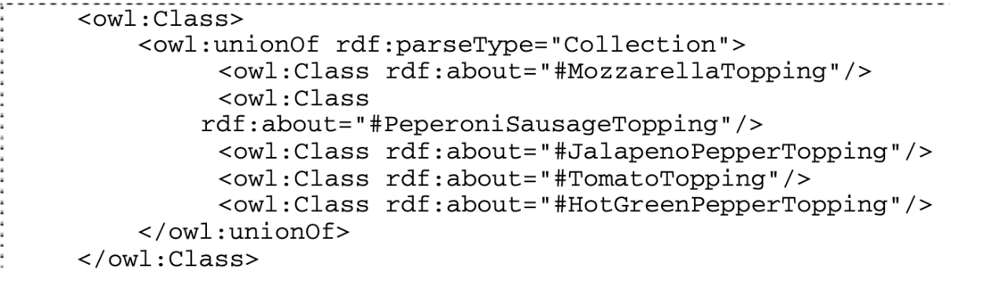 <owl:Class>
<owl:unionOf rdf:parseType="Collection">
<owl:Class rdf:about="#MozzarellaTopping"/>
<owl:Class
rdf:about="#PeperoniSausageTopping"/>
<owl:Class rdf:about="#JalapenoPepperTopping"/>
<owl:Class rdf:about="#TomatoTopping"/>
<owl:Class rdf:about="#HotGreenPepperTopping"/>
</owl:unionOf>
</owl:Class>